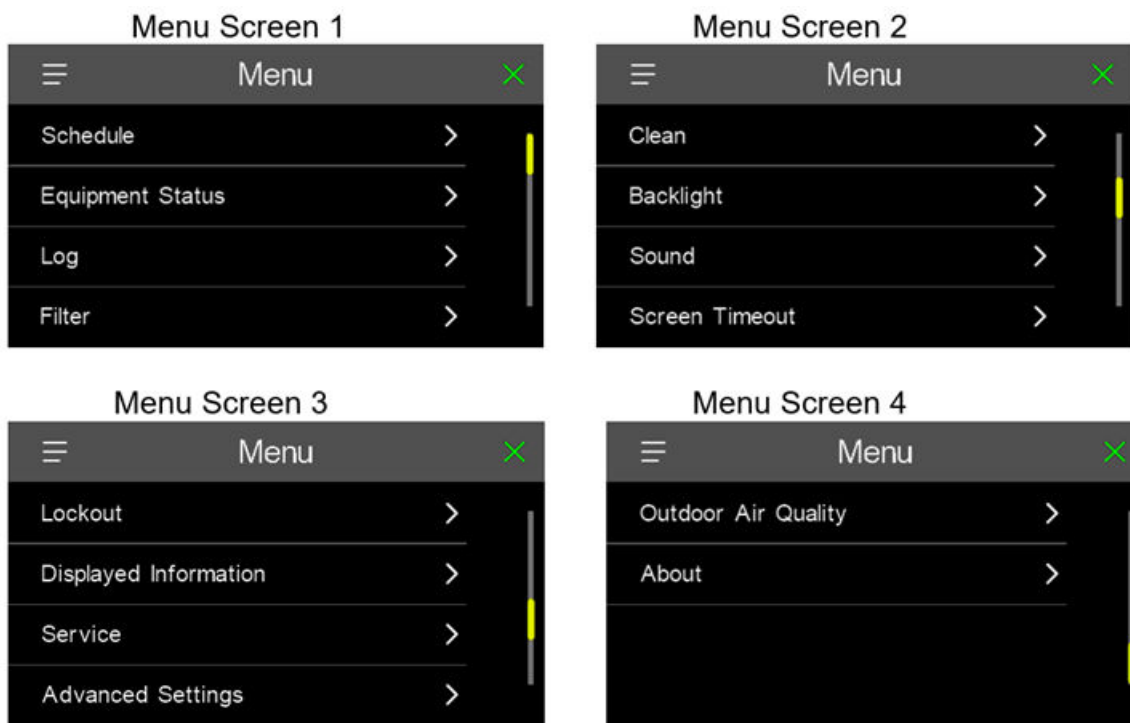 Menu Screen 1
Menu
Schedule
Equipment Status
Log
Filter
Menu Screen 2
Menu
Clean
Backlight
Sound
Screen Timeout
Menu Screen 3
Menu
Lockout
Displayed Information
Service
Advanced Settings
Menu Screen 4
Menu
Outdoor Air Quality
About